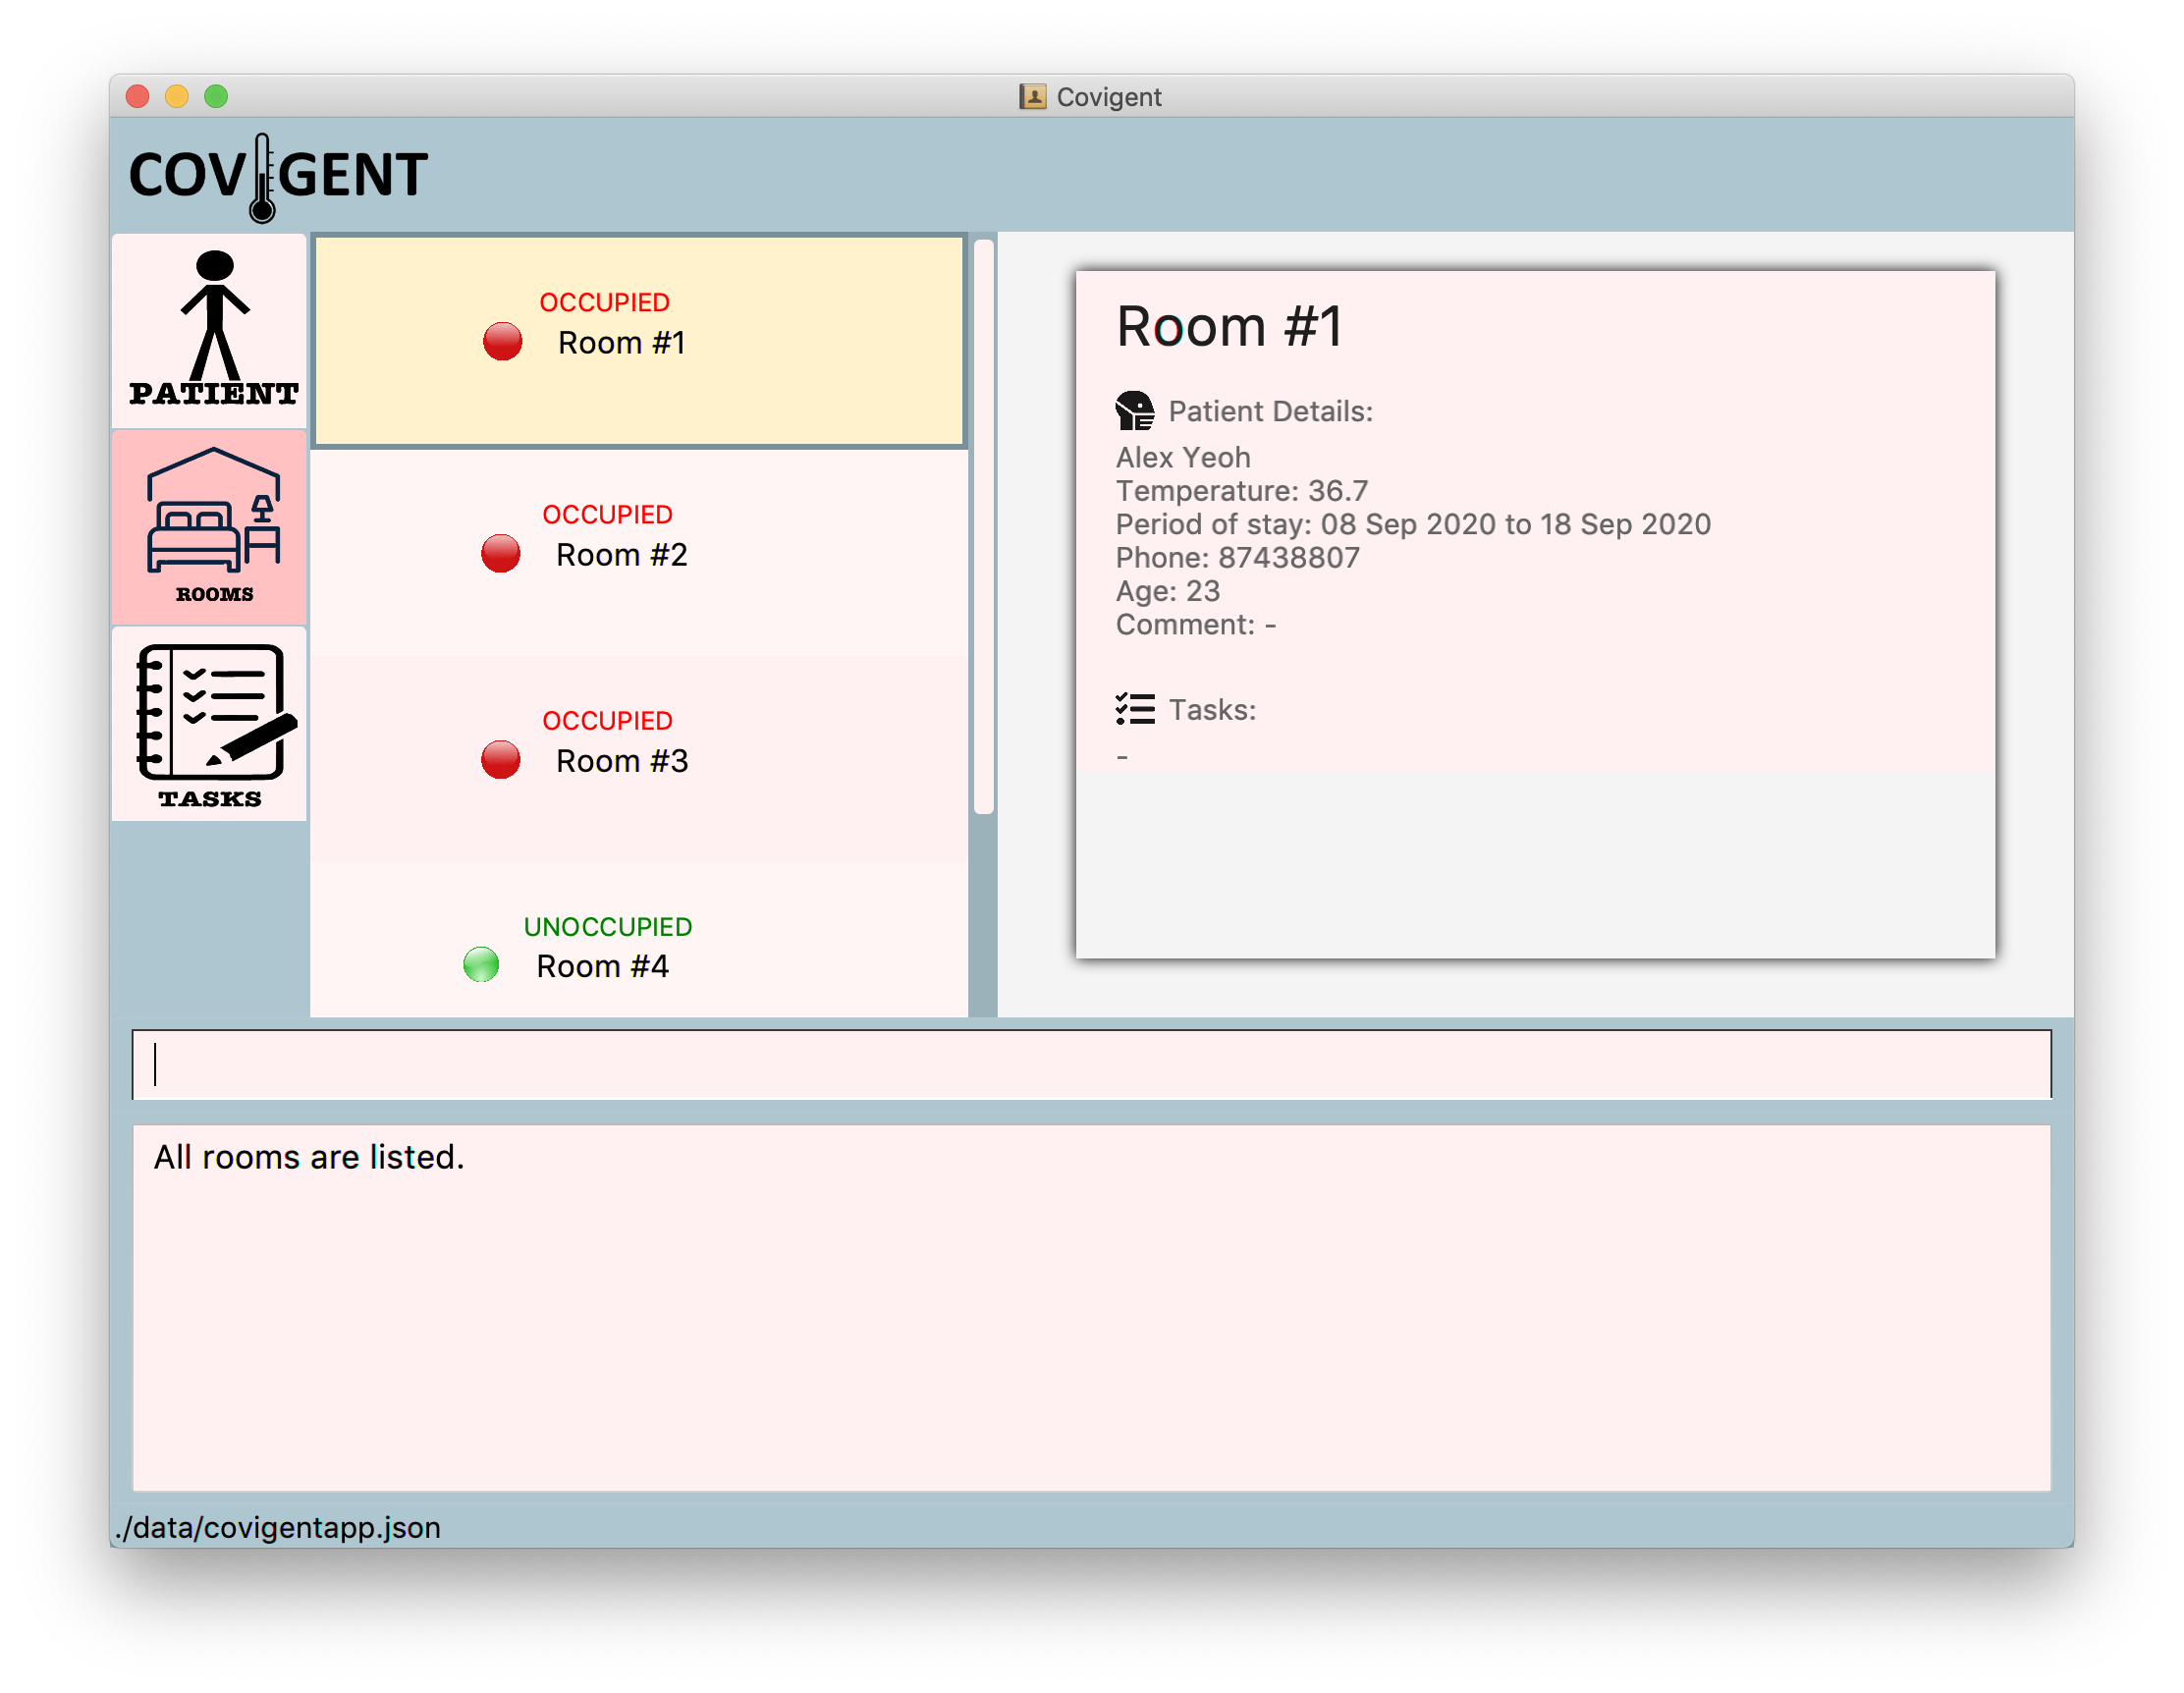 Covigent
COVIGENT
PATIENT
ROOMS
TASKS
OCCUPIED
Room #1
OCCUPIED
Room #2
OCCUPIED
Room #3
UNOCCUPIED
Room #4
Room #1
Patient Details:
Alex Yeoh
Temperature: 36.7
Period of stay: 08 Sep 2020 to 18 Sep 2020
Phone: 87438807
Age: 23
Comment: -
Tasks:
-
All rooms are listed.
./data/covigentapp.json